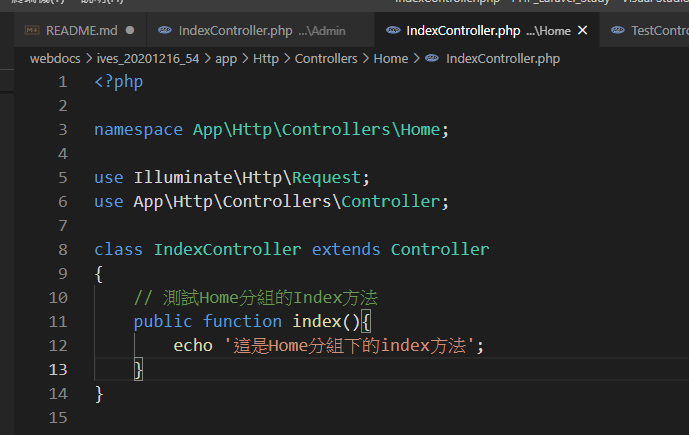 README.md IndexController.php ...\Admin IndexController.php ...\Home TestContro
webdocs > ives_20201216_54 > app > Http > Controllers > Home > IndexController.php
1 <?php
2
3 namespace App\Http\Controllers\Home;
4
5 use Illuminate\Http\Request;
6 use App\Http\Controllers\Controller;
7
8 class IndexController extends Controller
9 {
10 // 測試Home分組的Index方法
11 public function index(){
12 echo '這是Home分組下的index方法';
13 }
14 }
15